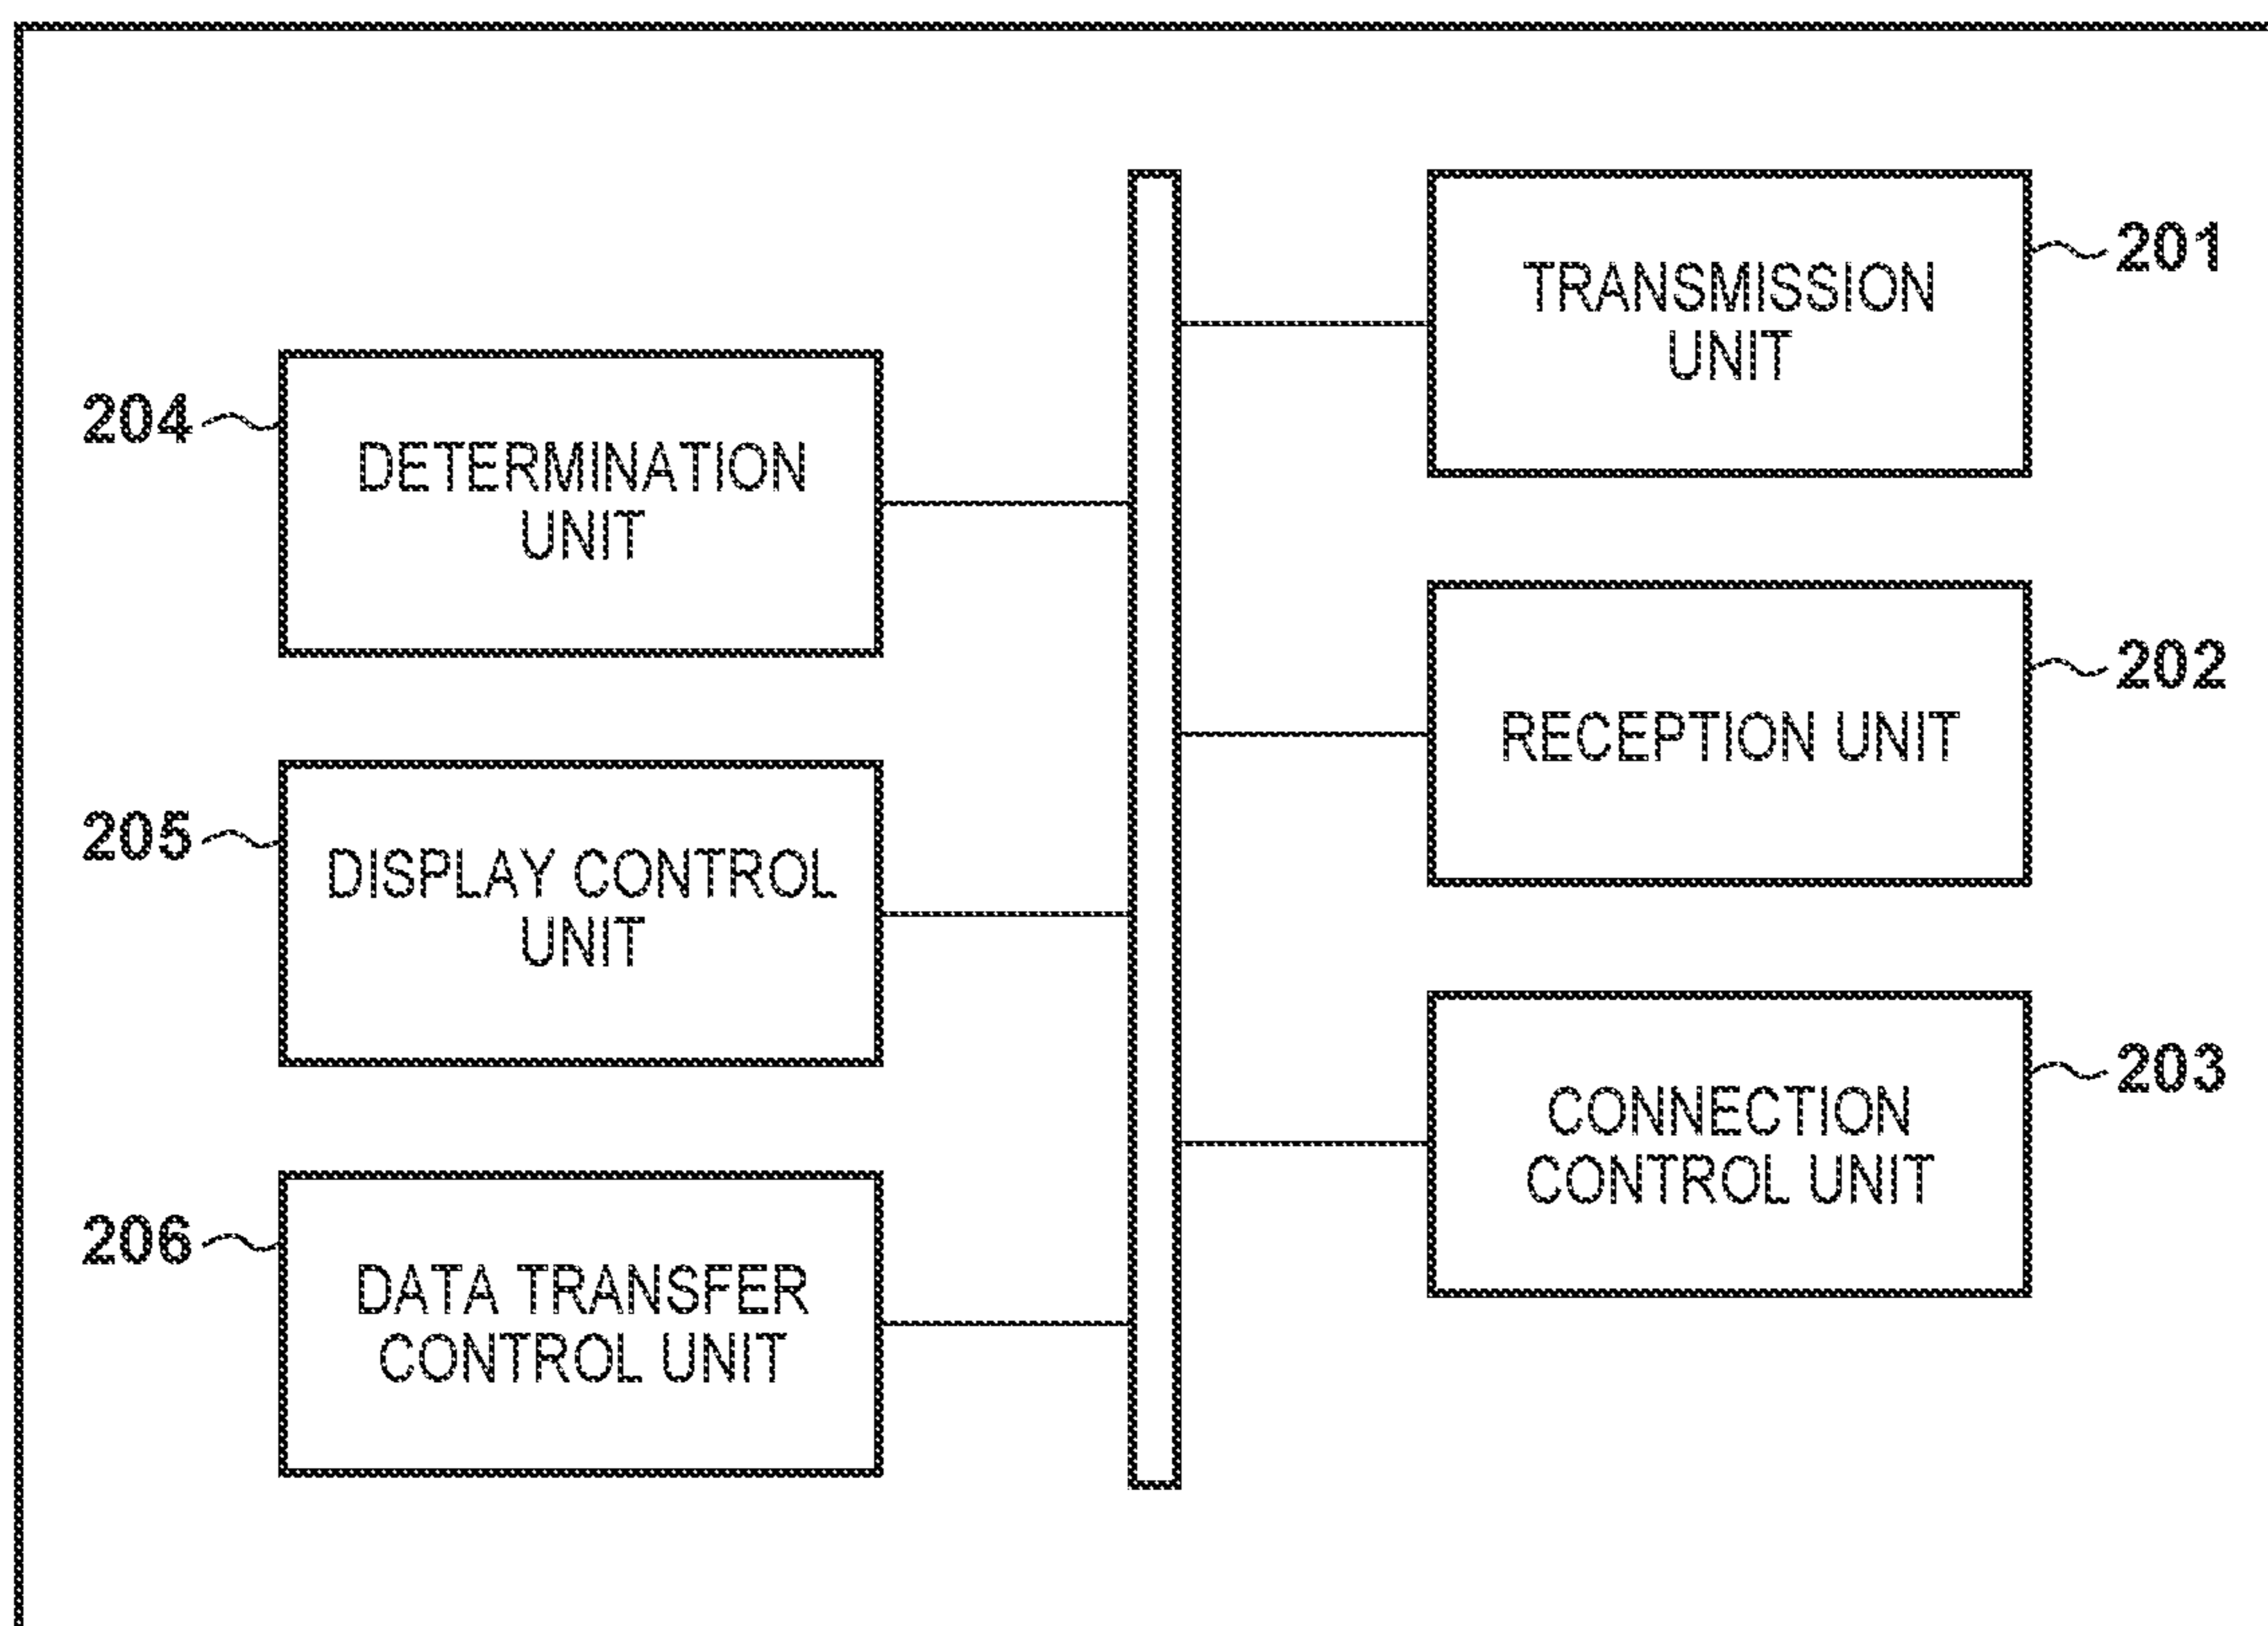 201
TRANSMISSION
UNIT
204
DETERMINATION
UNIT
202
RECEPTION UNIT
205
DISPLAY CONTROL
UNIT
203
CONNECTION
CONTROL UNIT
206
DATA TRANSFER
CONTROL UNIT